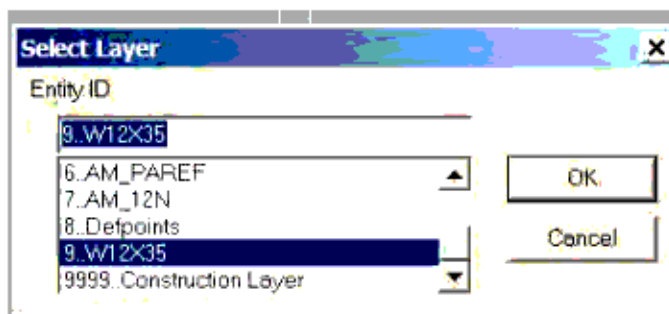 Select Layer
Entity ID
9..W12X35
6..AM_PAREF
7..AM_12N
8..Defpoints
9..W12X35
9999..Construction Layer
OK
Cancel